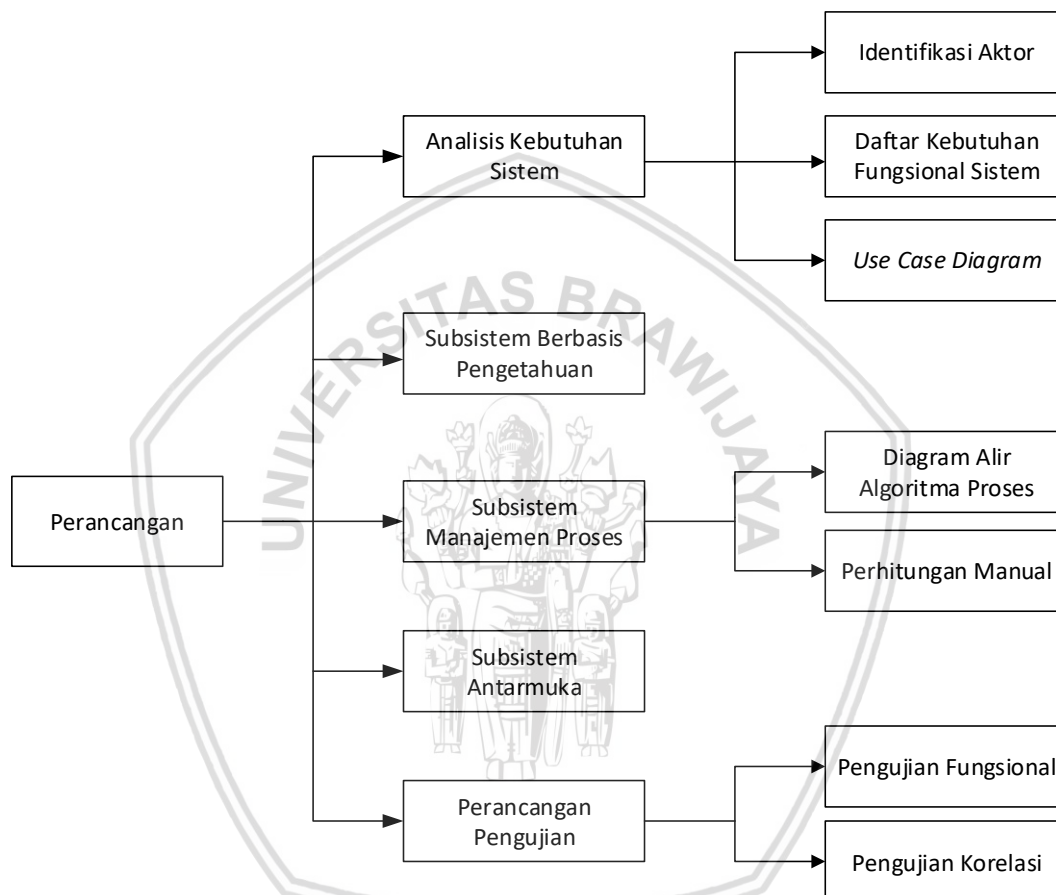 Identifikasi Aktor
Analisis Kebutuhan
Sistem
Daftar Kebutuhan
Fungsional Sistem
Use Case Diagram
UNIVERSITAS BRAWIJAYA
Subsistem Berbasis
Pengetahuan
Perancangan
Subsistem
Manajemen Proses
Diagram Alir
Algoritma Proses
Perhitungan Manual
Subsistem
Antarmuka
Perancangan
Pengujian
Pengujian Fungsional
Pengujian Korelasi